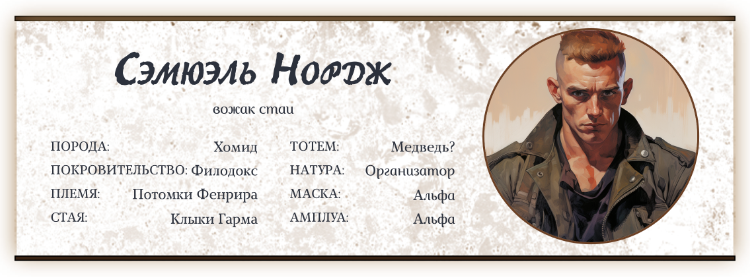 Сэмюэль Нордж
вожак стаи
ПОРОДА: Хомид
ПОКРОВИТЕЛЬСТВО: Филодокс
ПЛЕМЯ: Потомки Фенрира
СТАЯ: Клыки Гарма
ТОТЕМ: Медведь?
НАТУРА: Организатор
МАСКА: Альфа
АМПЛУА: Альфа